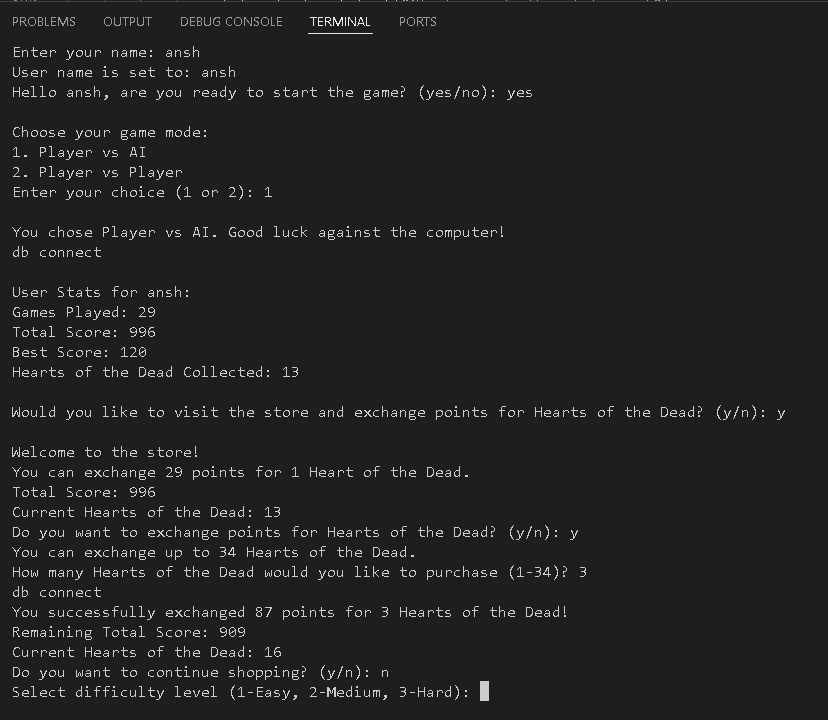 PROBLEMS OUTPUT DEBUG CONSOLE TERMINAL PORTS
Enter your name: ansh
User name is set to: ansh
Hello ansh, are you ready to start the game? (yes/no): yes
Choose your game mode:
1. Player vs AI
2. Player vs Player
Enter your choice (1 or 2): 1
You chose Player vs AI. Good luck against the computer!
db connect
User Stats for ansh:
Games Played: 29
Total Score: 996
Best Score: 120
Hearts of the Dead Collected: 13
Would you like to visit the store and exchange points for Hearts of the Dead? (y/n): y
Welcome to the store!
You can exchange 29 points for 1 Heart of the Dead.
Total Score: 996
Current Hearts of the Dead: 13
Do you want to exchange points for Hearts of the Dead? (y/n): y
You can exchange up to 34 Hearts of the Dead.
How many Hearts of the Dead would you like to purchase (1-34)? 3
db connect
You successfully exchanged 87 points for 3 Hearts of the Dead!
Remaining Total Score: 909
Current Hearts of the Dead: 16
Do you want to continue shopping? (y/n): n
Select difficulty level (1-Easy, 2-Medium, 3-Hard):